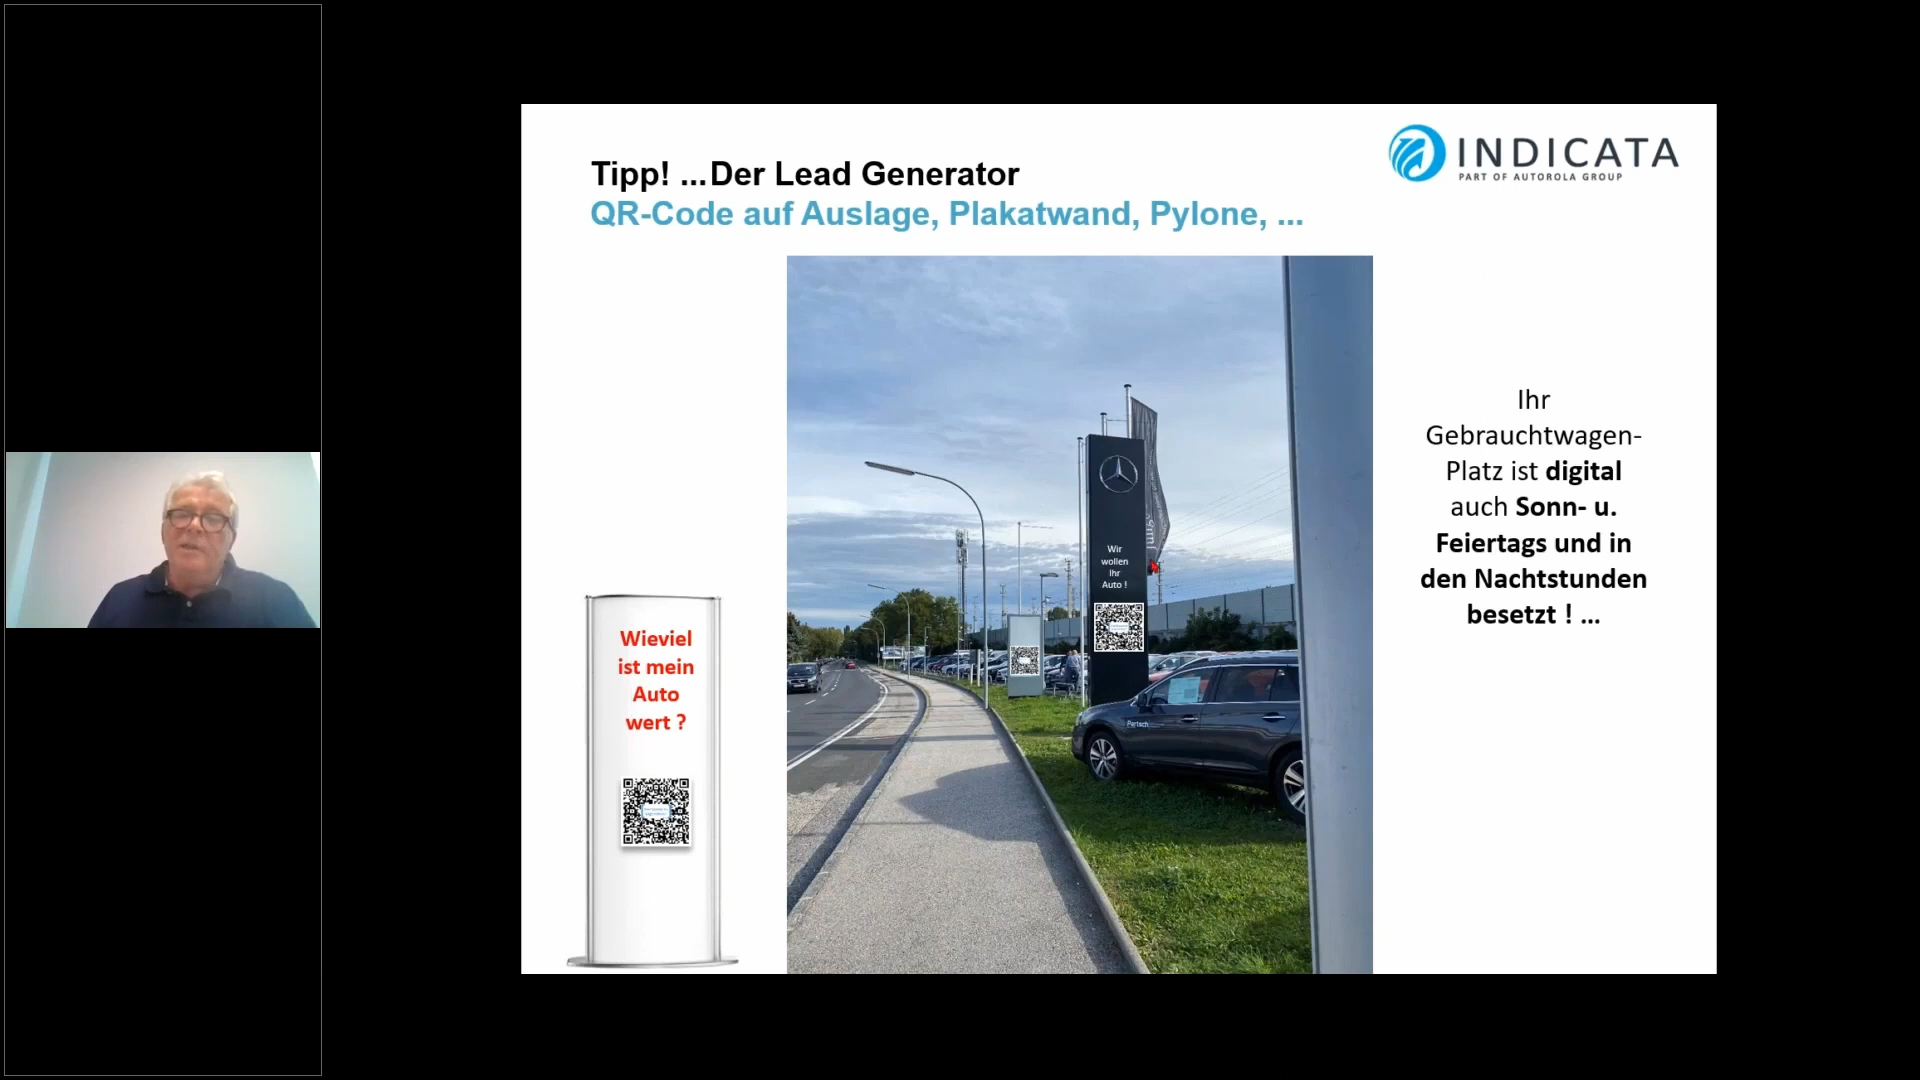 INDICATA
PART OF AUTOROLA GROUP
Tipp! ...Der Lead Generator
QR-Code auf Auslage, Plakatwand, Pylone, ...
Wieviel
ist mein
Auto
wert ?
Wir
wollen
Ihr
Auto !
Partsch
Ihr
Gebrauchtwagen-
Platz ist digital
auch Sonn- u.
Feiertags und in
den Nachtstunden
besetzt ! ...